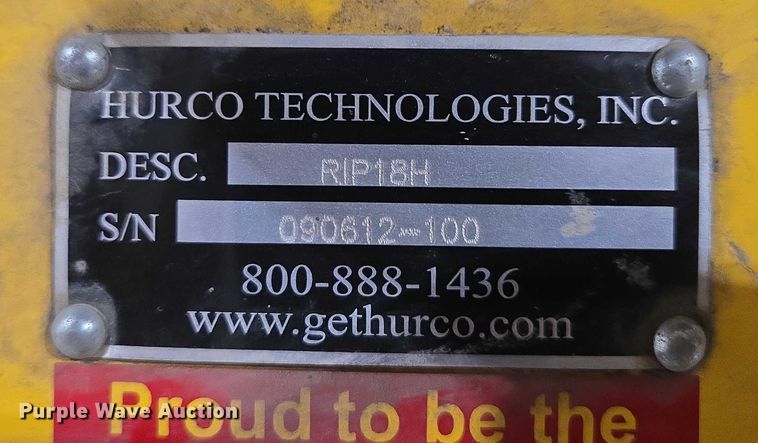 HURCO TECHNOLOGIES, INC.
DESC. RIP18H
S/N 090612-100
800-888-1436
www.gethurco.com
Proud to be the
Purple Wave Auction